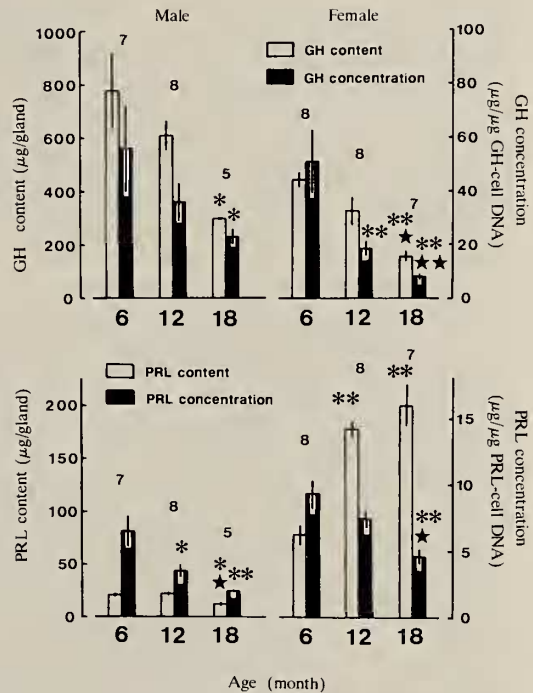 Male Female
1000
800
600
400
200
0
GH content (μg/gland)
7
8
5
* *
6 12 18
GH content
GH concentration
8
8
7
**
**
★
**
★★
6 12 18
100
80
60
40
20
0
GH concentration
(μg/μg GH-cell DNA)
200
150
100
50
0
PRL content (μg/gland)
PRL content
PRL concentration
7
8
5
*
*
★
**
6 12 18
8
8
7
**
**
**
★
6 12 18
15
10
5
0
PRL concentration
(μg/μg PRL-cell DNA)
Age (month)